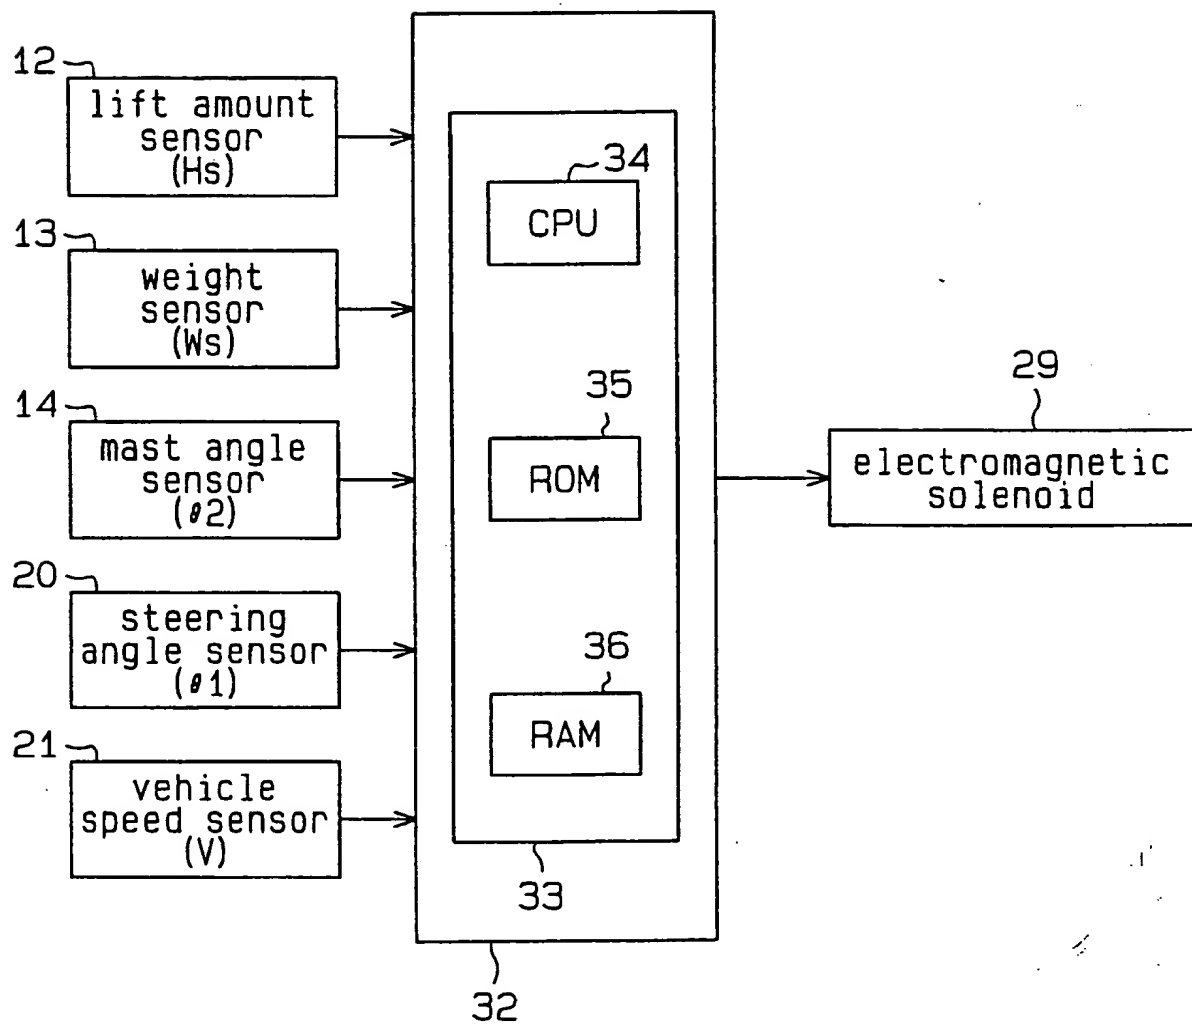 12
lift amount
sensor
(Hs)
13
weight
sensor
(Ws)
14
mast angle
sensor
(θ2)
20
steering
angle sensor
(θ1)
21
vehicle
speed sensor
(V)
34
CPU
35
ROM
36
RAM
33
32
29
electromagnetic
solenoid